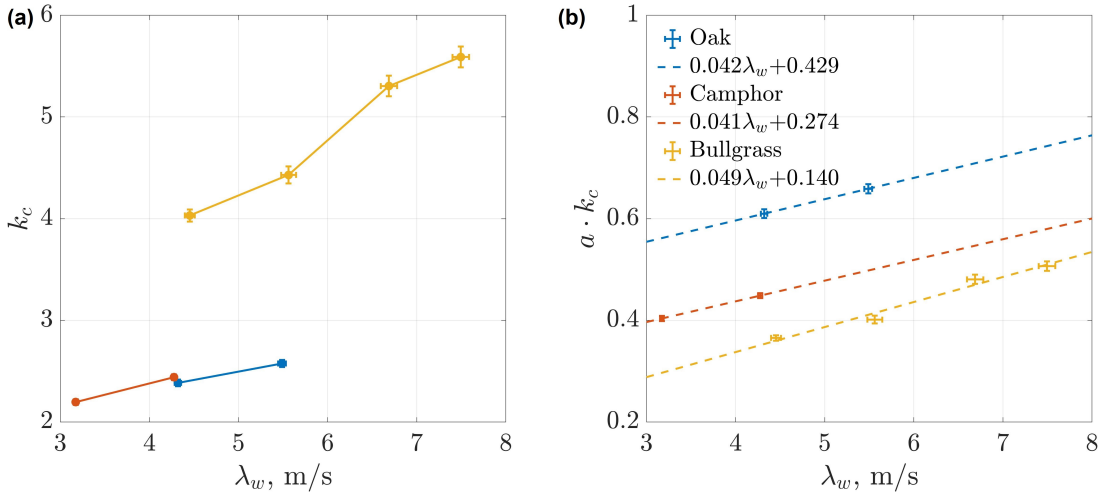 (a)
6
5
4
3
2
k_c
3 4 5 6 7 8
λ_w, m/s
(b)
1
0.8
0.6
0.4
0.2
a · k_c
Oak
0.042λ_w+0.429
Camphor
0.041λ_w+0.274
Bullgrass
0.049λ_w+0.140
3 4 5 6 7 8
λ_w, m/s